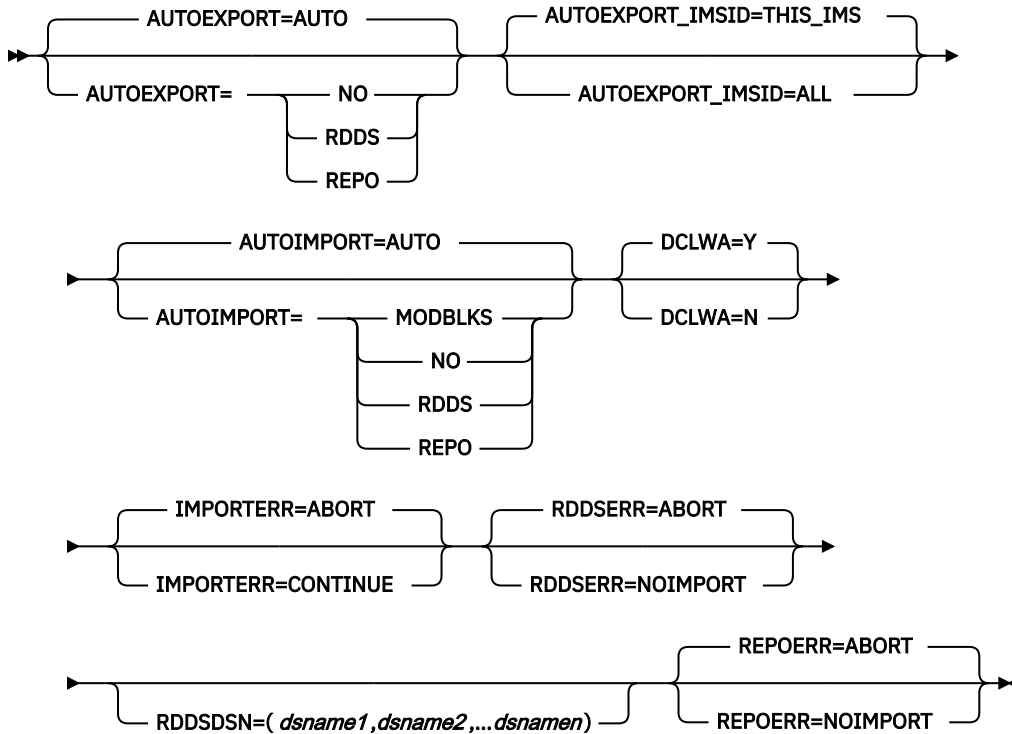 AUTOEXPORT=AUTO
AUTOEXPORT=
NO
RDDS
REPO
AUTOEXPORT_IMSID=THIS_IMS
AUTOEXPORT_IMSID=ALL
AUTOIMPORT=AUTO
AUTOIMPORT=
MODBLKS
NO
RDDS
REPO
DCLWA=Y
DCLWA=N
IMPORTERR=ABORT
IMPORTERR=CONTINUE
RDDSERR=ABORT
RDDSERR=NOIMPORT
RDDSDSN=( dsname1,dsname2,...dsnamen)
REPOERR=ABORT
REPOERR=NOIMPORT